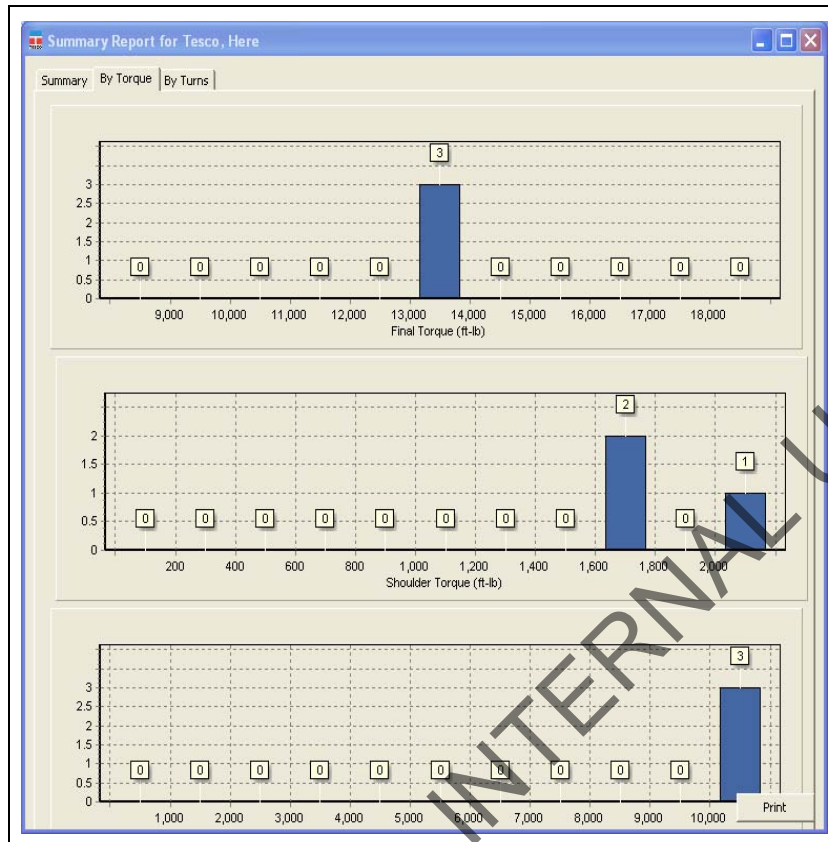 Summary Report for Tesco, Here
Summary By Torque By Turns
3
3
2.5
2
1.5
1
0.5
0
0 0 0 0 0 0 0 0 0 0
9,000 10,000 11,000 12,000 13,000 14,000 15,000 16,000 17,000 18,000
Final Torque (ft-lb)
2
1
2
1.5
1
0.5
0
0 0 0 0 0 0 0 0 0
200 400 600 800 1,000 1,200 1,400 1,600 1,800 2,000
Shoulder Torque (ft-lb)
3
3
2.5
2
1.5
1
0.5
0
0 0 0 0 0 0 0 0 0 0
1,000 2,000 3,000 4,000 5,000 6,000 7,000 8,000 9,000 10,000
Print
INTERNAL U